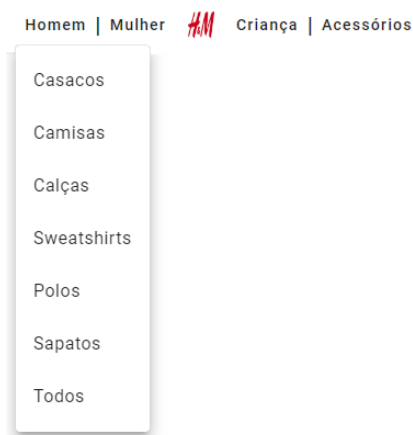 Homem | Mulher H&M Criança | Acessórios
Casacos
Camisas
Calças
Sweatshirts
Polos
Sapatos
Todos